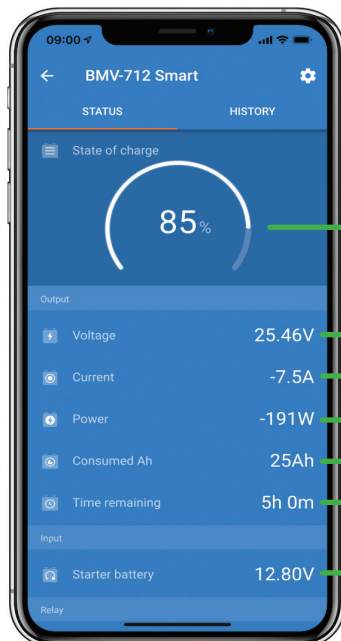 09:00
BMV-712 Smart
STATUS HISTORY
State of charge
85%
Output
Voltage 25.46V
Current -7.5A
Power -191W
Consumed Ah 25Ah
Time remaining 5h 0m
Input
Starter battery 12.80V
Relay